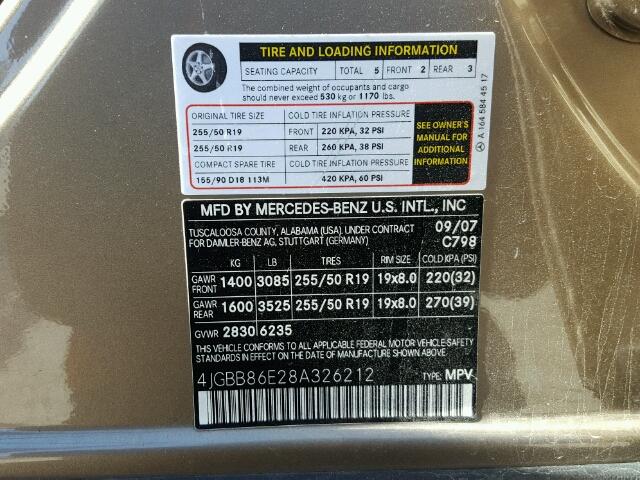 TIRE AND LOADING INFORMATION
SEATING CAPACITY TOTAL 5 FRONT 2 REAR 3
The combined weight of occupants and cargo
should never exceed 530 kg or 1170 lbs.
ORIGINAL TIRE SIZE COLD TIRE INFLATION PRESSURE
255/50 R19 FRONT 220 KPA, 32 PSI
255/50 R19 REAR 260 KPA, 38 PSI
COMPACT SPARE TIRE COLD TIRE INFLATION PRESSURE
155/90 D18 113M 420 KPA, 60 PSI
SEE OWNER'S
MANUAL FOR
ADDITIONAL
INFORMATION
A 164 584 45 17
MFD BY MERCEDES-BENZ U.S. INTL., INC
TUSCALOOSA COUNTY, ALABAMA (USA), UNDER CONTRACT
FOR DAIMLER-BENZ AG, STUTTGART (GERMANY)
09/07
C798
KG LB TIRES RIM SIZE COLD KPA (PSI)
GAWR FRONT 1400 3085 255/50 R19 19x8.0 220(32)
GAWR REAR 1600 3525 255/50 R19 19x8.0 270(39)
GVWR 2830 6235
THIS VEHICLE CONFORMS TO ALL APPLICABLE FEDERAL MOTOR VEHICLE-SAFETY
STANDARDS IN EFFECT ON THE DATE OF MANUFACTURE SHOWN ABOVE.
4JGBB86E28A326212 TYPE: MPV